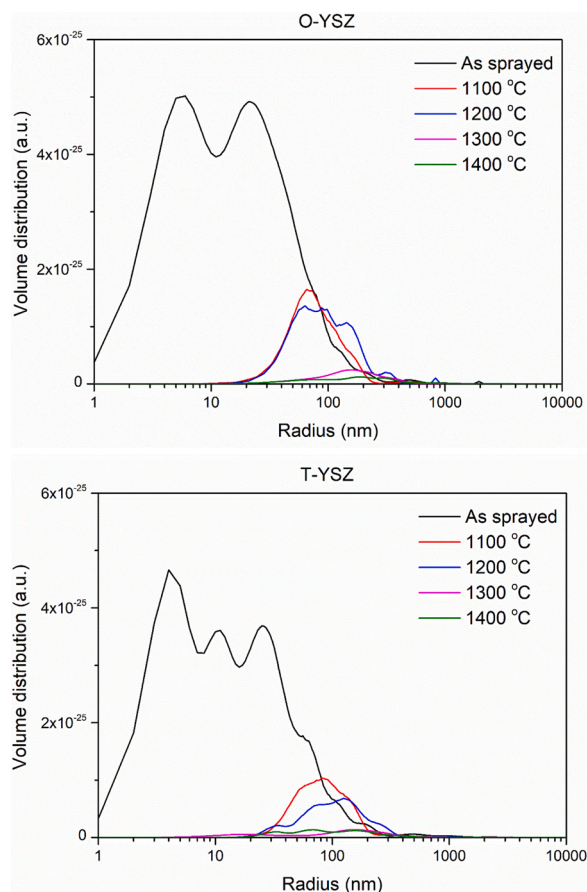 O-YSZ
6x10⁻²⁵
As sprayed
1100 °C
1200 °C
1300 °C
1400 °C
4x10⁻²⁵
2x10⁻²⁵
0
Volume distribution (a.u.)
1 10 100 1000 10000
Radius (nm)
T-YSZ
6x10⁻²⁵
As sprayed
1100 °C
1200 °C
1300 °C
1400 °C
4x10⁻²⁵
2x10⁻²⁵
0
Volume distribution (a.u.)
1 10 100 1000 10000
Radius (nm)